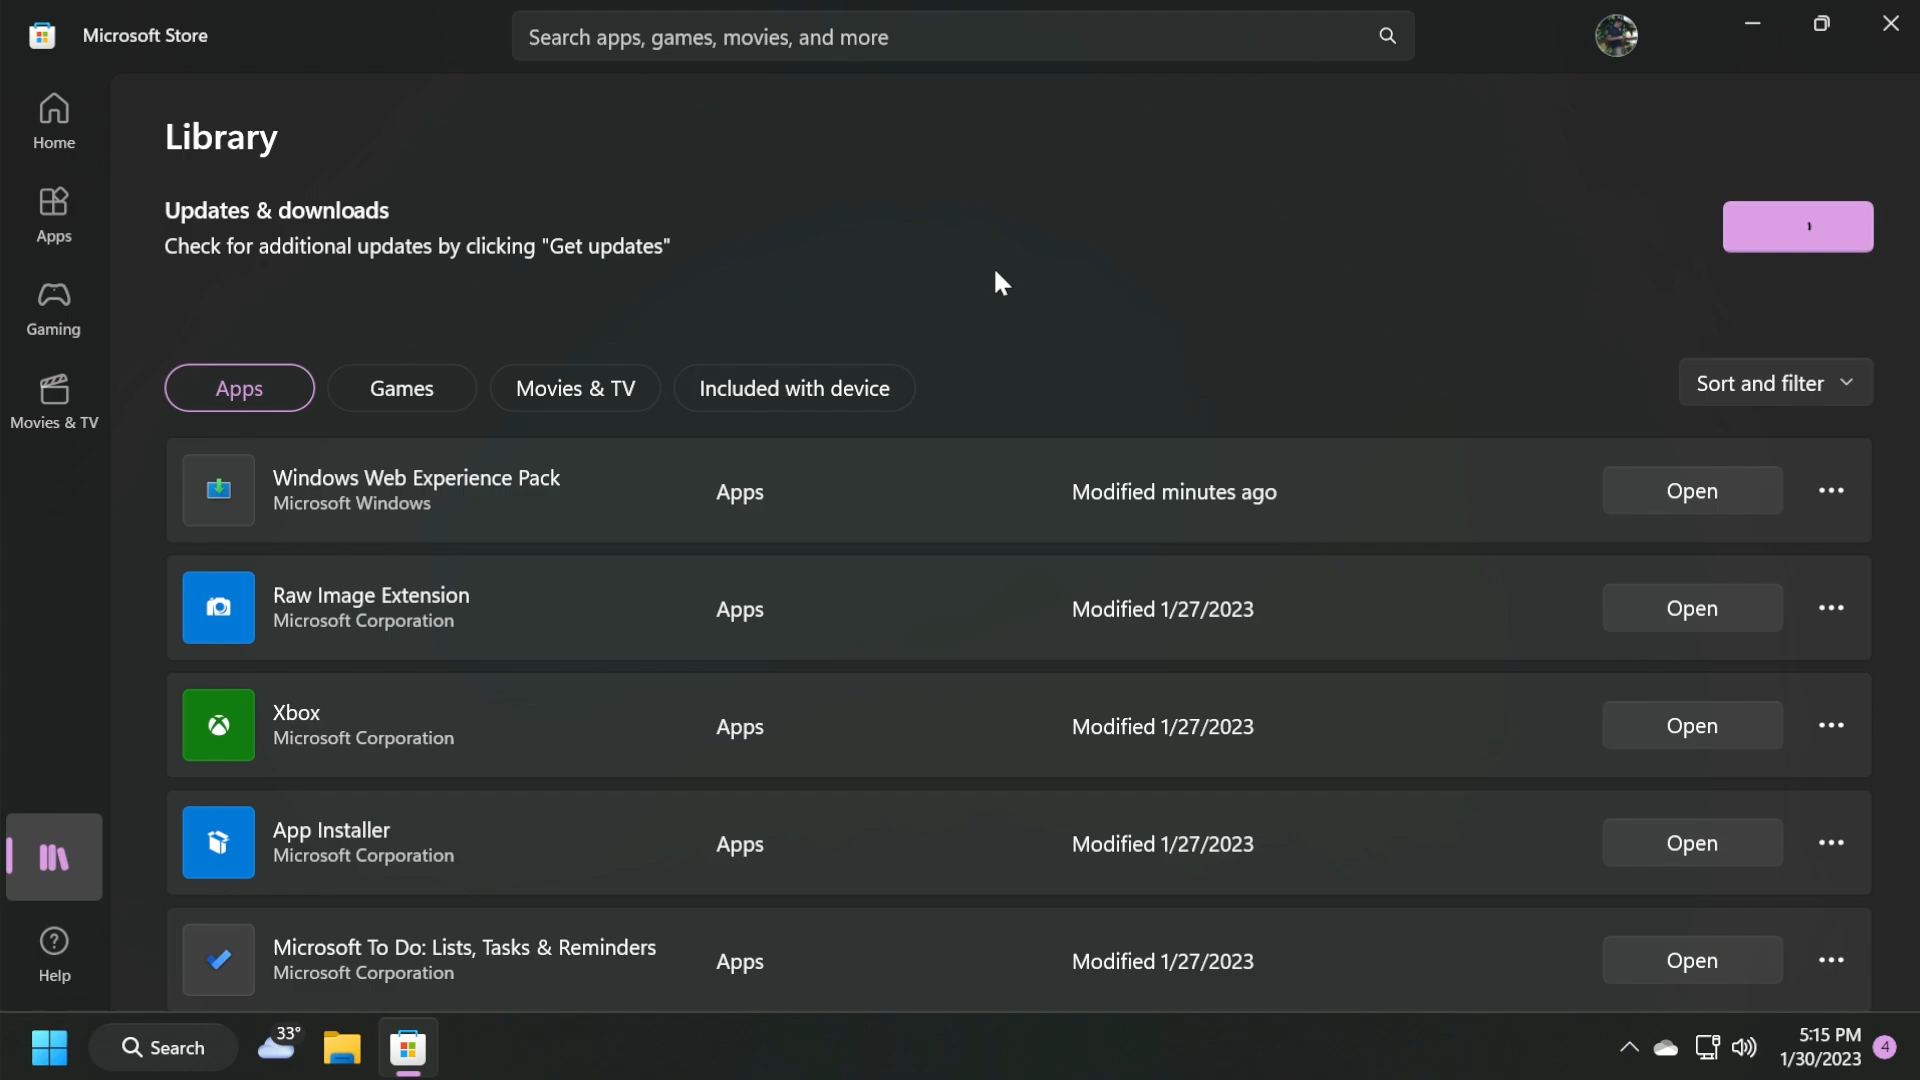 Microsoft Store
Search apps, games, movies, and more
Home
Apps
Gaming
Movies & TV
Help
Library
Updates & downloads
Check for additional updates by clicking "Get updates"
Apps
Games
Movies & TV
Included with device
Sort and filter
Windows Web Experience Pack
Microsoft Windows
Apps
Modified minutes ago
Open
Raw Image Extension
Microsoft Corporation
Apps
Modified 1/27/2023
Open
Xbox
Microsoft Corporation
Apps
Modified 1/27/2023
Open
App Installer
Microsoft Corporation
Apps
Modified 1/27/2023
Open
Microsoft To Do: Lists, Tasks & Reminders
Microsoft Corporation
Apps
Modified 1/27/2023
Open
Search
33°
5:15 PM
1/30/2023
4